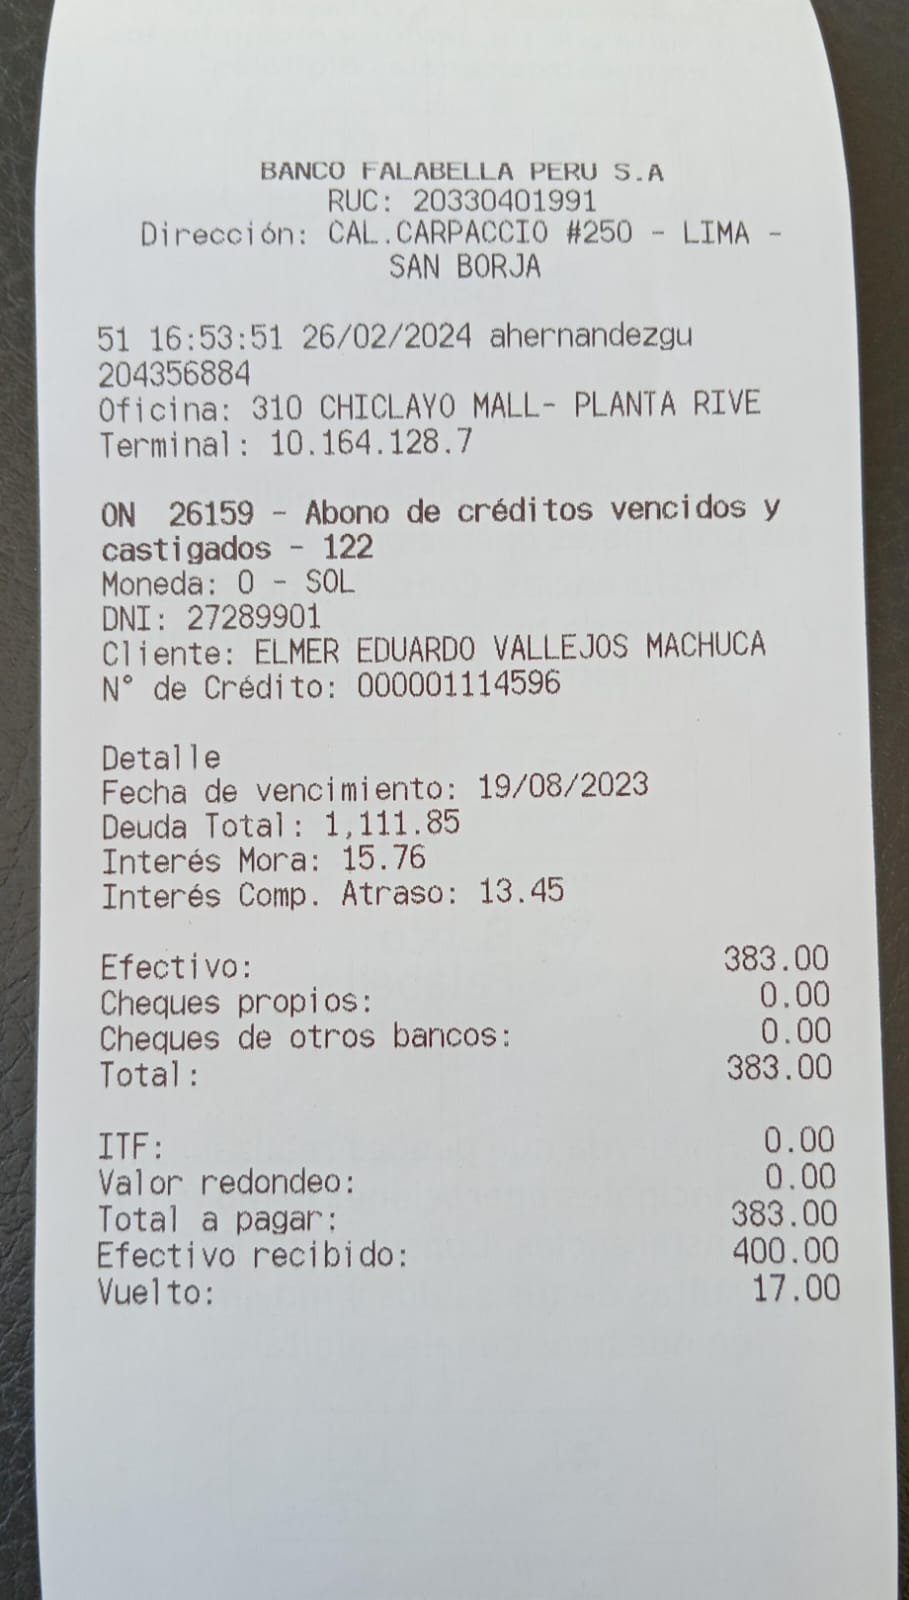 BANCO FALABELLA PERU S.A
RUC: 20330401991
Dirección: CAL.CARPACCIO #250 - LIMA -
SAN BORJA
51 16:53:51 26/02/2024 ahernandezgu
204356884
Oficina: 310 CHICLAYO MALL- PLANTA RIVE
Terminal: 10.164.128.7
ON 26159 - Abono de créditos vencidos y
castigados - 122
Moneda: 0 - SOL
DNI: 27289901
Cliente: ELMER EDUARDO VALLEJOS MACHUCA
N° de Crédito: 000001114596
Detalle
Fecha de vencimiento: 19/08/2023
Deuda Total: 1,111.85
Interés Mora: 15.76
Interés Comp. Atraso: 13.45
Efectivo: 383.00
Cheques propios: 0.00
Cheques de otros bancos: 0.00
Total: 383.00
ITF: 0.00
Valor redondeo: 0.00
Total a pagar: 383.00
Efectivo recibido: 400.00
Vuelto: 17.00